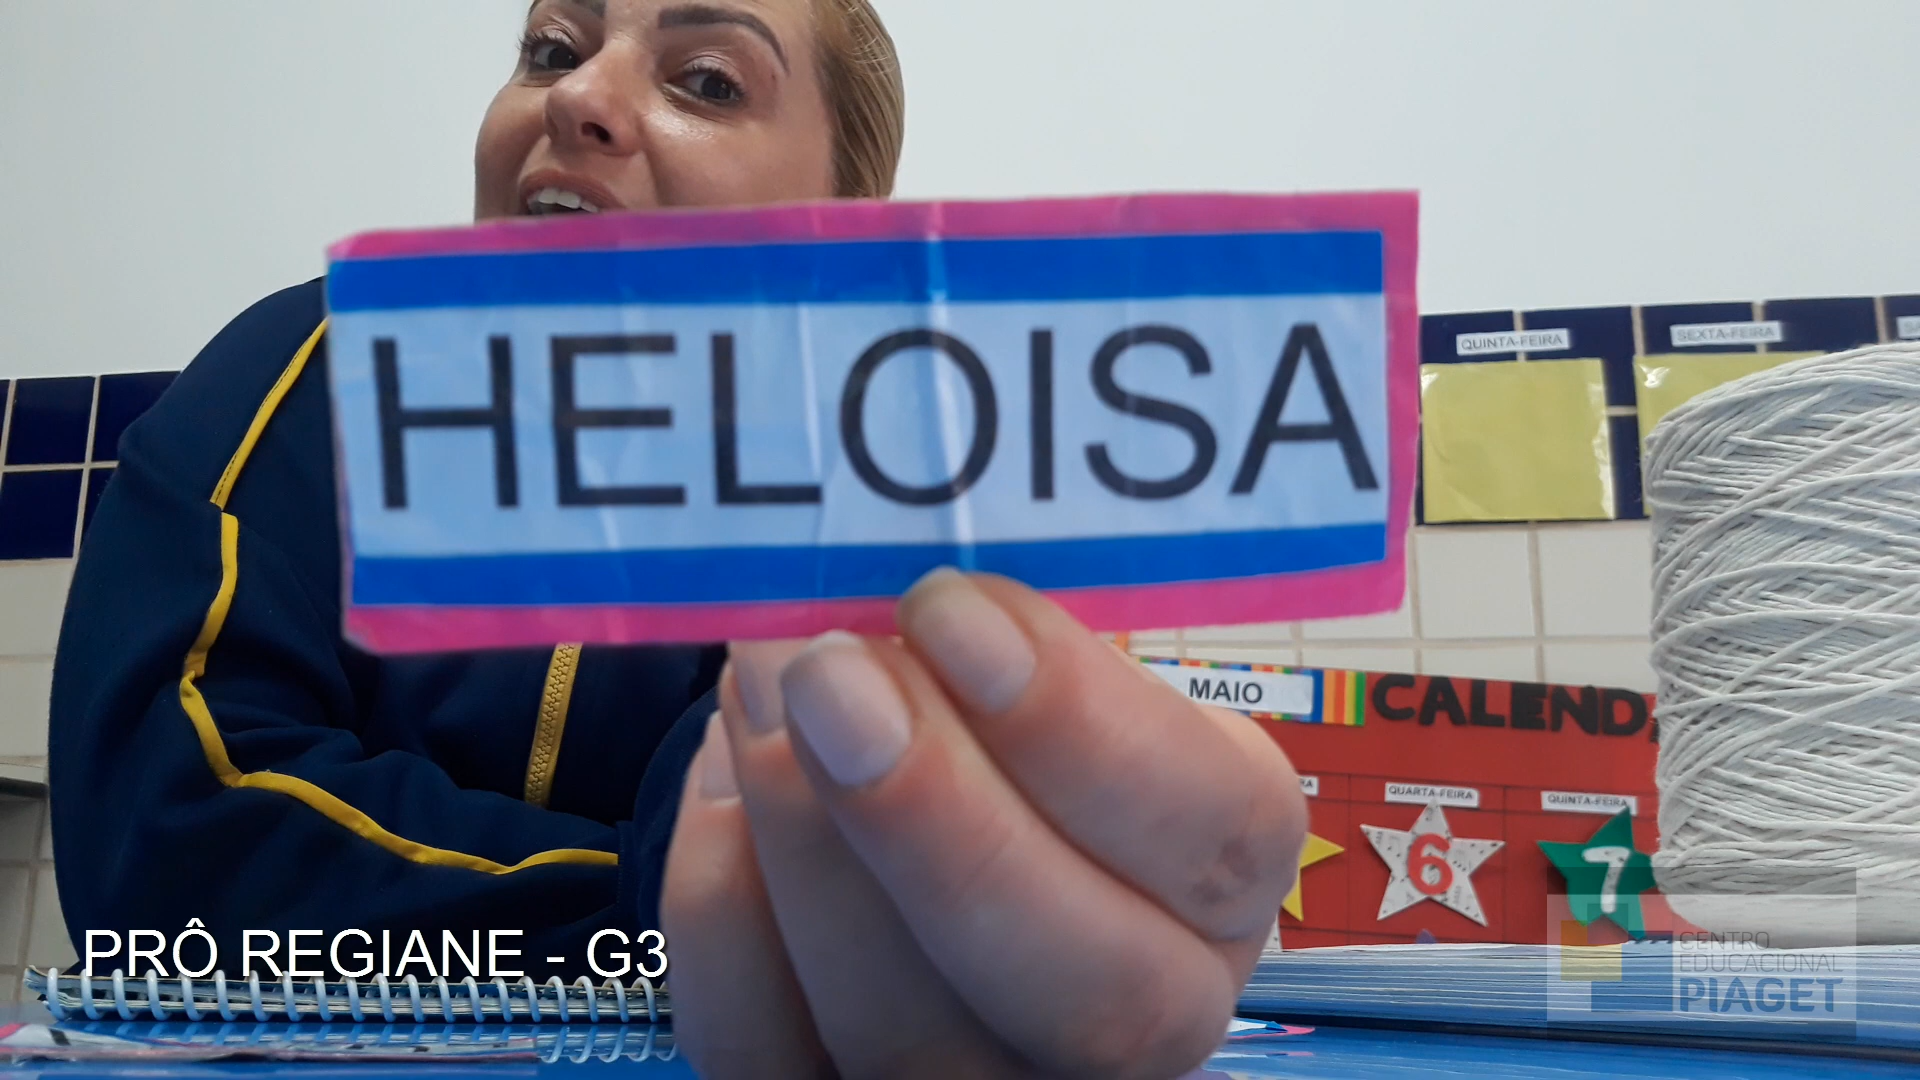 HELOISA
QUINTA-FEIRA
SEXTA-FEIRA
MAIO
CALEND
QUARTA-FEIRA
QUINTA-FEIRA
6
7
PRÔ REGIANE - G3
CENTRO
EDUCACIONAL
PIAGET